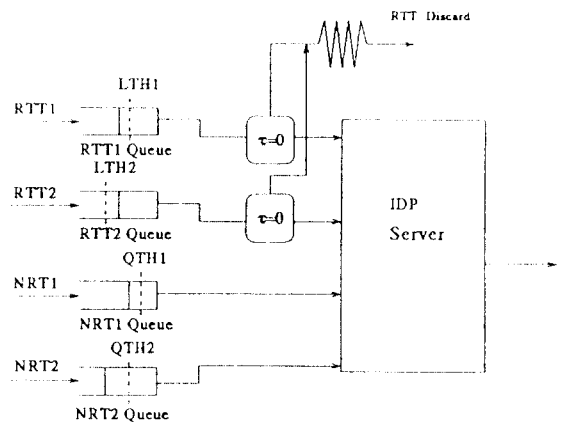 RTT Discard
LTH1
RTT1
τ=0
RTT1 Queue
LTH2
RTT2
τ=0
RTT2 Queue
IDP
Server
QTH1
NRT1
NRT1 Queue
QTH2
NRT2
NRT2 Queue